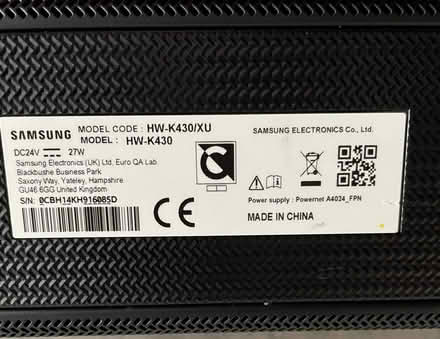 SAMSUNG MODEL CODE : HW-K430/XU
MODEL : HW-K430
DC24V 27W
Samsung Electronics (UK) Ltd, Euro QA Lab.
Blackbushe Business Park
Saxony Way, Yateley, Hampshire,
GU46 6GG United Kingdom
S/N: 0CBH14KH916085D
CE
SAMSUNG ELECTRONICS Co., Ltd.
Power supply : Powernet A4024_FPN
MADE IN CHINA